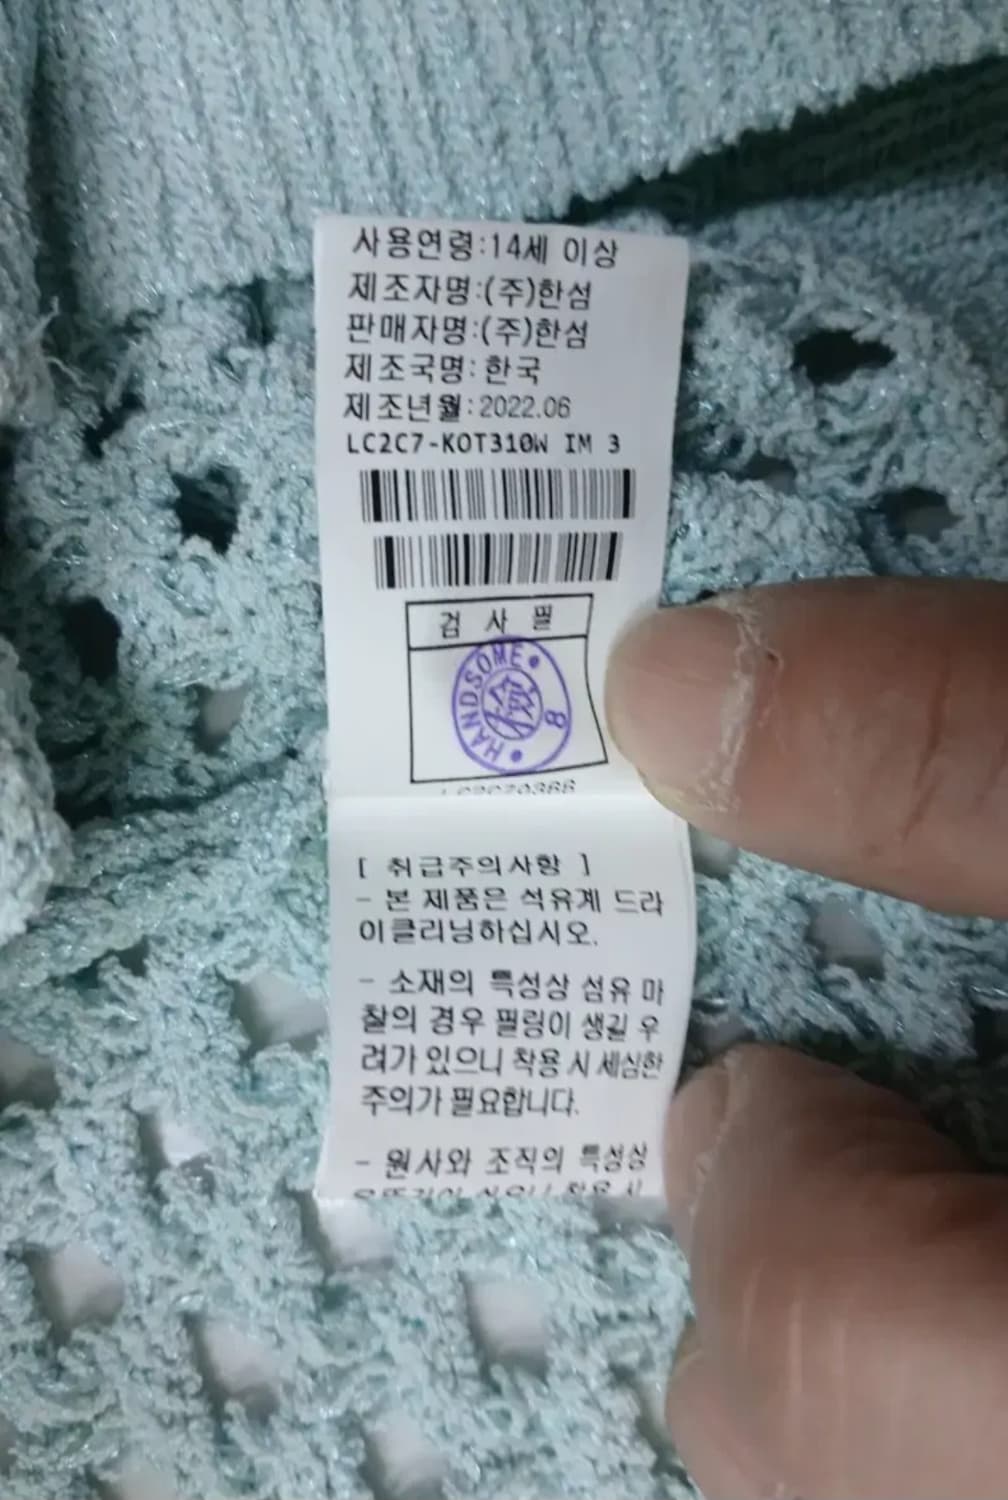 사용연령:14세 이상
제조자명:(주)한섬
판매자명:(주)한섬
제조국명:한국
제조년월:2022.06
LC2C7-KOT310W IM 3
검 사 필
HANDSOME
8
[ 취급주의사항 ]
- 본 제품은 석유계 드라
이클리닝하십시오.
- 소재의 특성상 섬유 마
찰의 경우 필링이 생길 우
려가 있으니 착용 시 세심한
주의가 필요합니다.
- 원사와 조직의 특성상